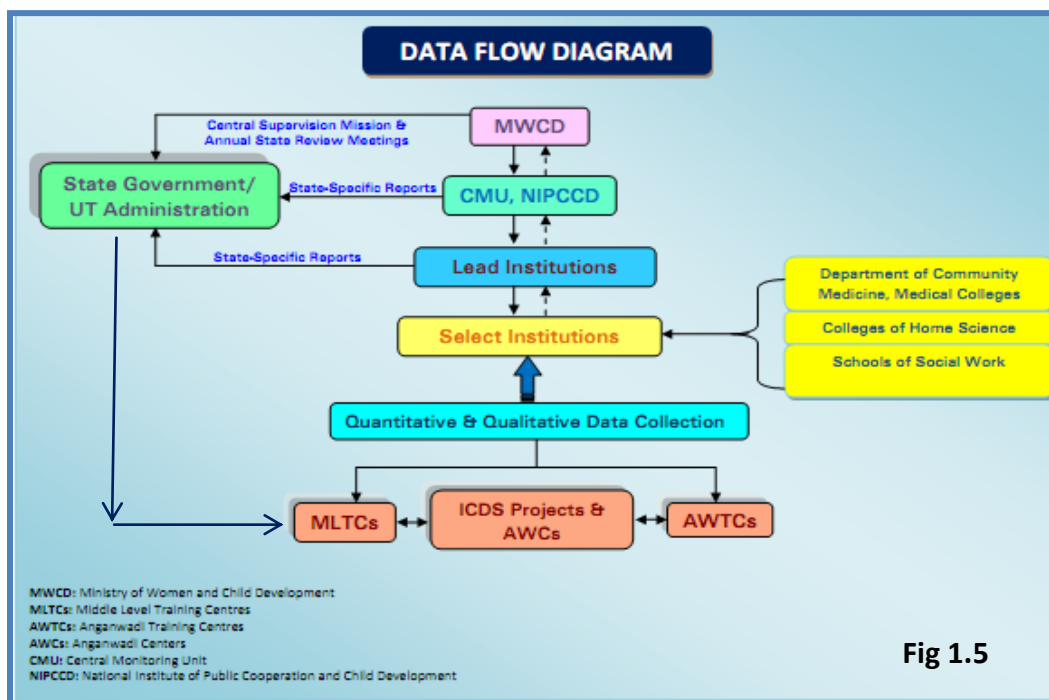 DATA FLOW DIAGRAM
MWCD
Central Supervision Mission &
Annual State Review Meetings
State Government/
UT Administration
State-Specific Reports
CMU, NIPCCD
State-Specific Reports
Lead Institutions
Select Institutions
Department of Community
Medicine, Medical Colleges
Colleges of Home Science
Schools of Social Work
Quantitative & Qualitative Data Collection
MLTCs
ICDS Projects &
AWCs
AWTCs
MWCD: Ministry of Women and Child Development
MLTCs: Middle Level Training Centres
AWTCs: Anganwadi Training Centres
AWCs: Anganwadi Centers
CMU: Central Monitoring Unit
NIPCCD: National Institute of Public Cooperation and Child Development
Fig 1.5